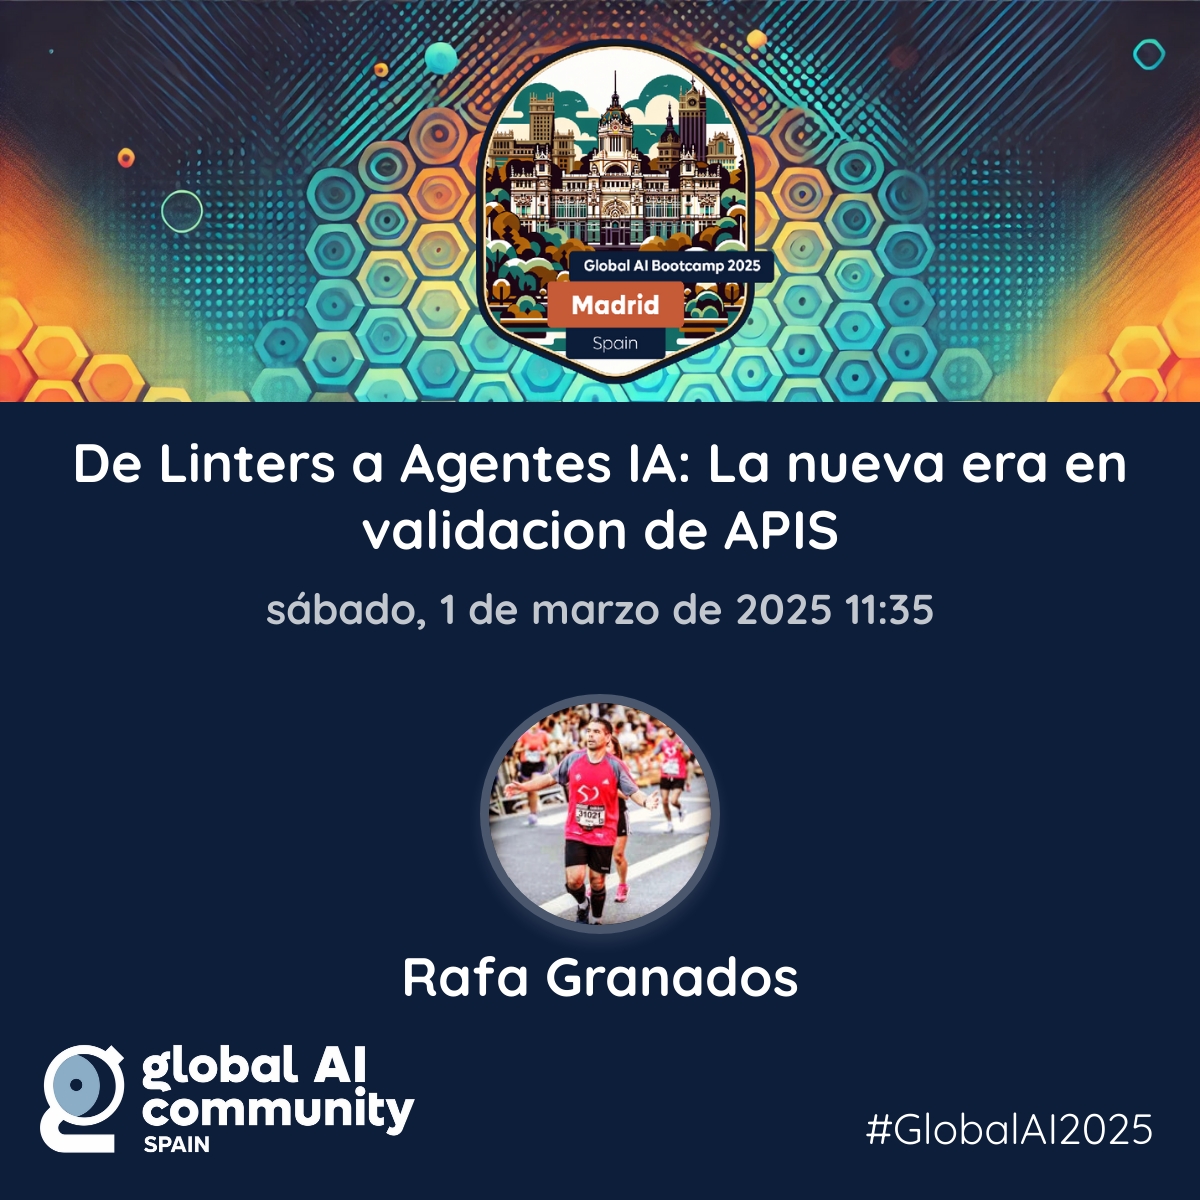 Global AI Bootcamp 2025
Madrid
Spain
De Linters a Agentes IA: La nueva era en
validacion de APIS
sábado, 1 de marzo de 2025 11:35
31021
Rafa Granados
global AI
community
SPAIN
#GlobalAI2025